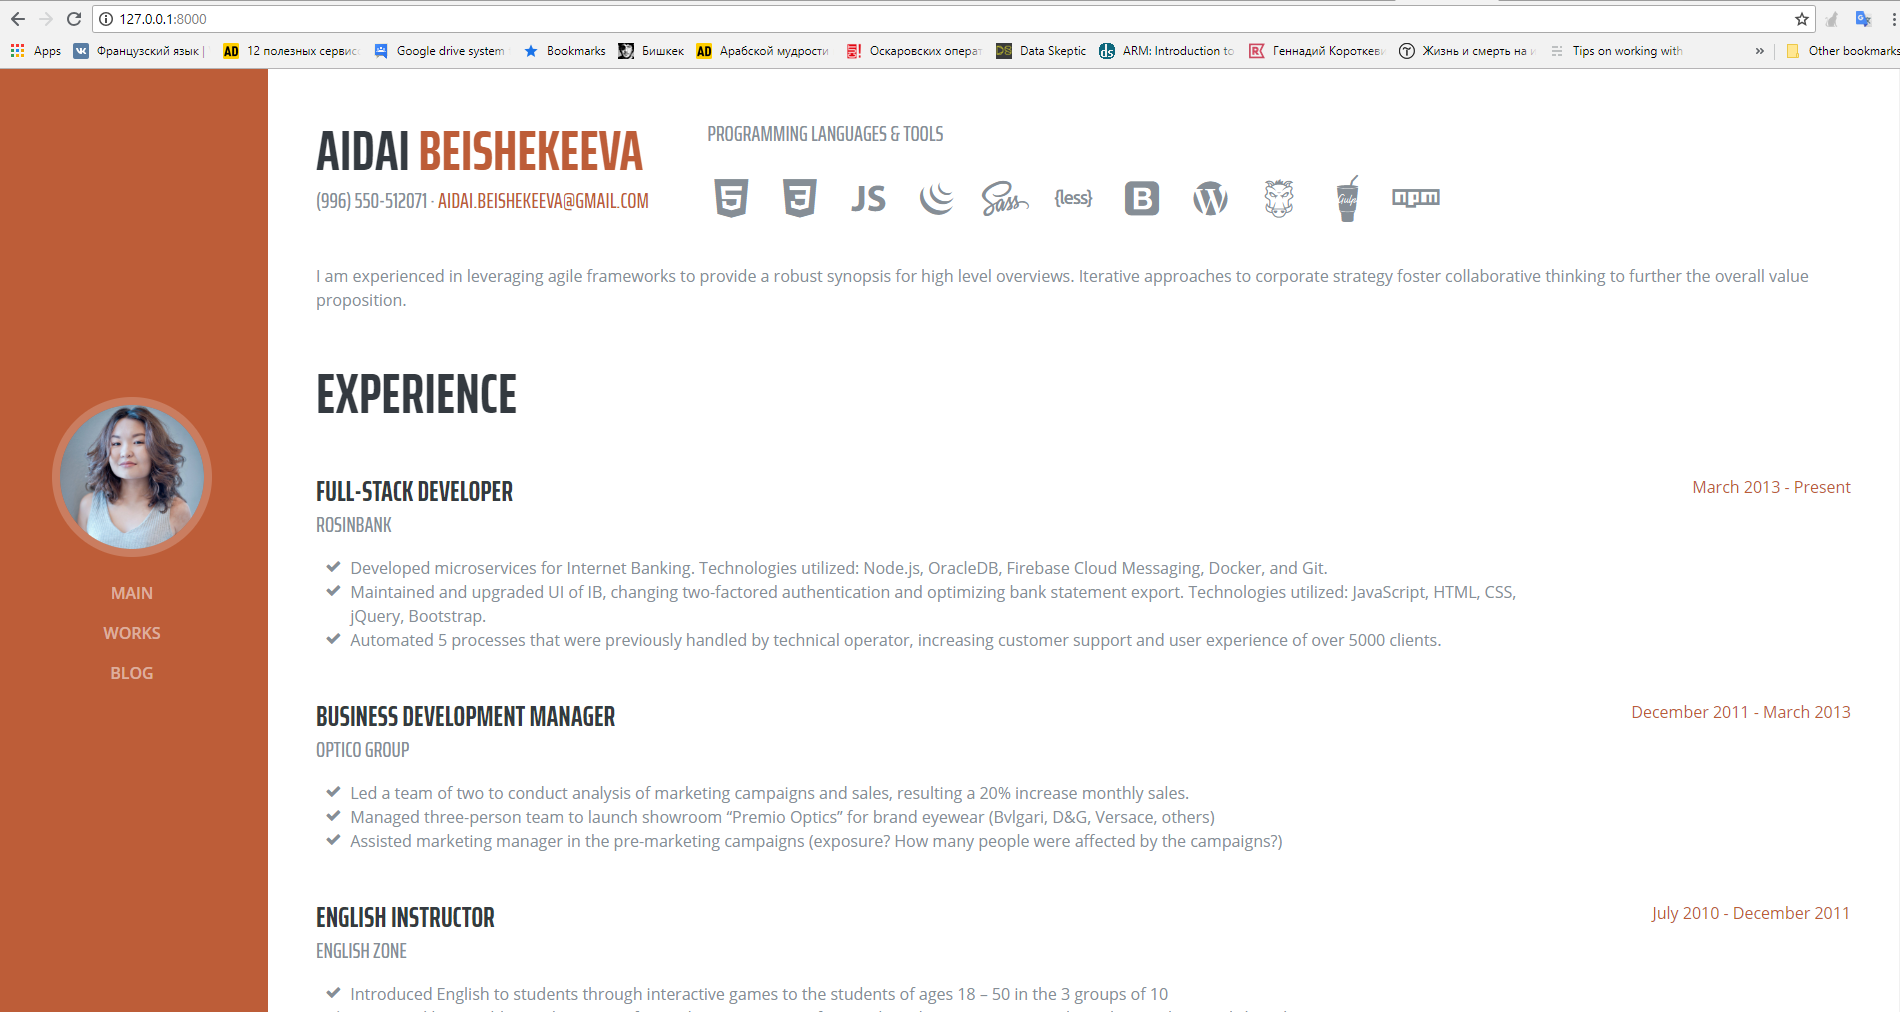 127.0.0.1:8000
Apps
Французский язык |
12 полезных сервис
Google drive system
Bookmarks
Бишкек
Арабской мудрости
Оскаровских операт
Data Skeptic
ARM: Introduction to
Геннадий Короткеви
Жизнь и смерть на и
Tips on working with
»
Other bookmarks
AIDAI BEISHEKEEVA
(996) 550-512071 · AIDAI.BEISHEKEEVA@GMAIL.COM
PROGRAMMING LANGUAGES & TOOLS
5 3 JS Sass {less} B W Gulp npm
I am experienced in leveraging agile frameworks to provide a robust synopsis for high level overviews. Iterative approaches to corporate strategy foster collaborative thinking to further the overall value
proposition.
MAIN
WORKS
BLOG
EXPERIENCE
FULL-STACK DEVELOPER
March 2013 - Present
ROSINBANK
Developed microservices for Internet Banking. Technologies utilized: Node.js, OracleDB, Firebase Cloud Messaging, Docker, and Git.
Maintained and upgraded UI of IB, changing two-factored authentication and optimizing bank statement export. Technologies utilized: JavaScript, HTML, CSS,
jQuery, Bootstrap.
Automated 5 processes that were previously handled by technical operator, increasing customer support and user experience of over 5000 clients.
BUSINESS DEVELOPMENT MANAGER
December 2011 - March 2013
OPTICO GROUP
Led a team of two to conduct analysis of marketing campaigns and sales, resulting a 20% increase monthly sales.
Managed three-person team to launch showroom “Premio Optics” for brand eyewear (Bvlgari, D&G, Versace, others)
Assisted marketing manager in the pre-marketing campaigns (exposure? How many people were affected by the campaigns?)
ENGLISH INSTRUCTOR
July 2010 - December 2011
ENGLISH ZONE
Introduced English to students through interactive games to the students of ages 18 – 50 in the 3 groups of 10